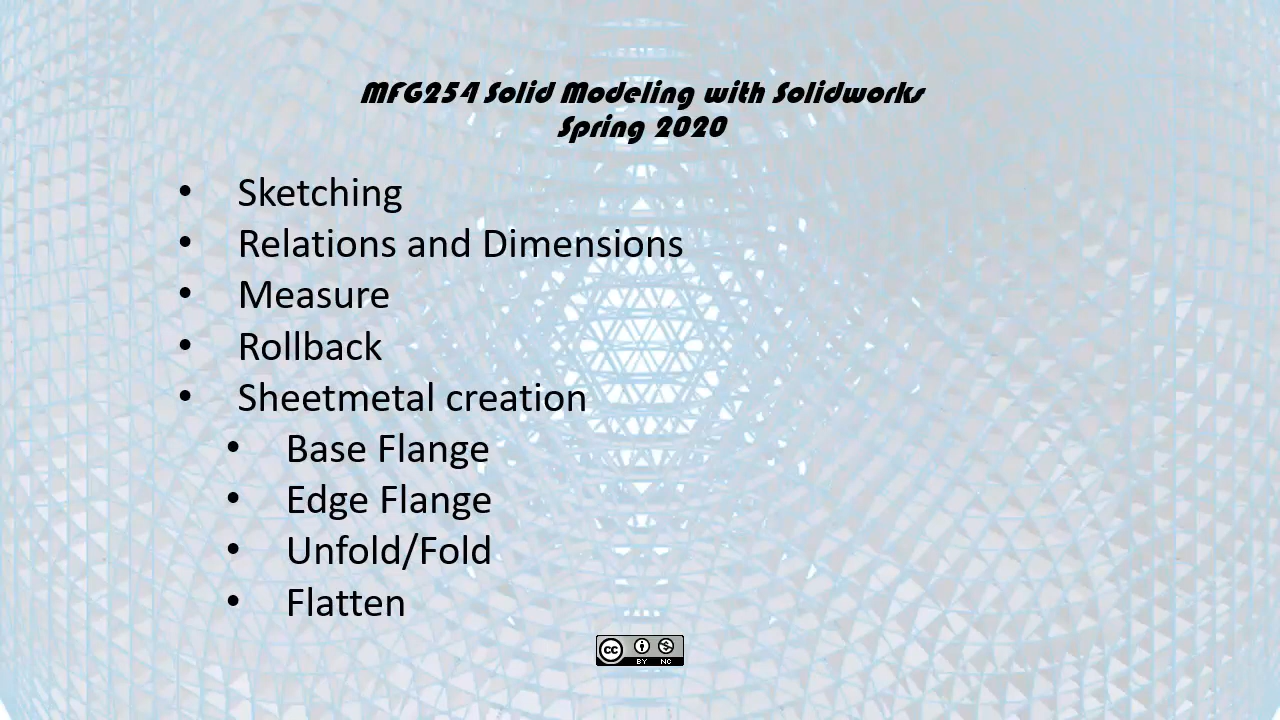 MFG254 Solid Modeling with Solidworks
Spring 2020
• Sketching
• Relations and Dimensions
• Measure
• Rollback
• Sheetmetal creation
• Base Flange
• Edge Flange
• Unfold/Fold
• Flatten
cc BY NC